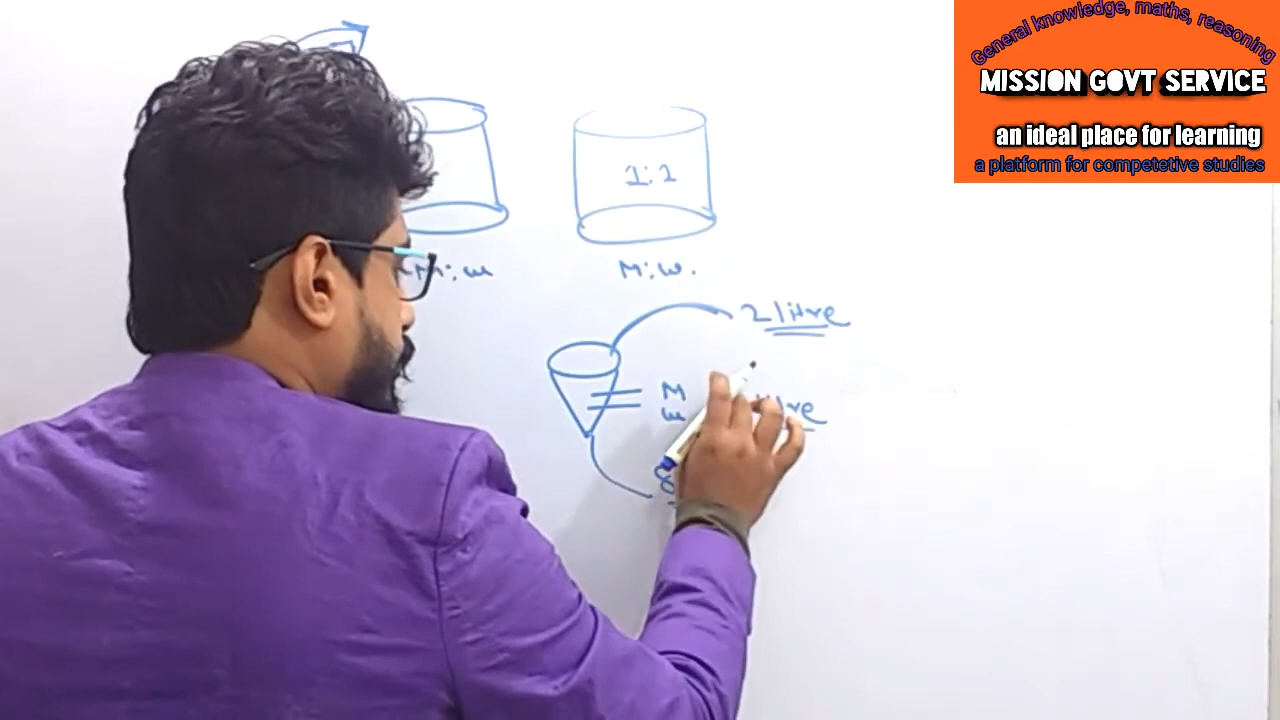 General knowledge, maths, reasoning
MISSION GOVT SERVICE
an ideal place for learning
a platform for competetive studies
1:1
M:w
M:w.
2 litre
M
w
8